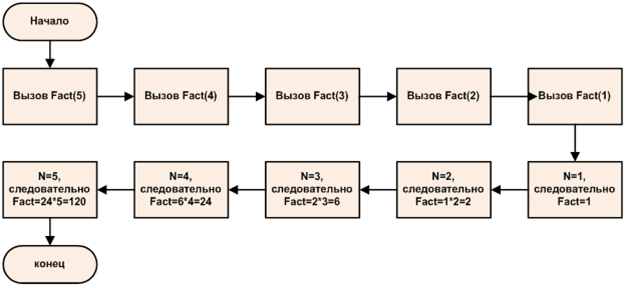 Начало
Вызов Fact(5)
Вызов Fact(4)
Вызов Fact(3)
Вызов Fact(2)
Вызов Fact(1)
N=1,
следовательно
Fact=1
N=2,
следовательно
Fact=1*2=2
N=3,
следовательно
Fact=2*3=6
N=4,
следовательно
Fact=6*4=24
N=5,
следовательно
Fact=24*5=120
конец